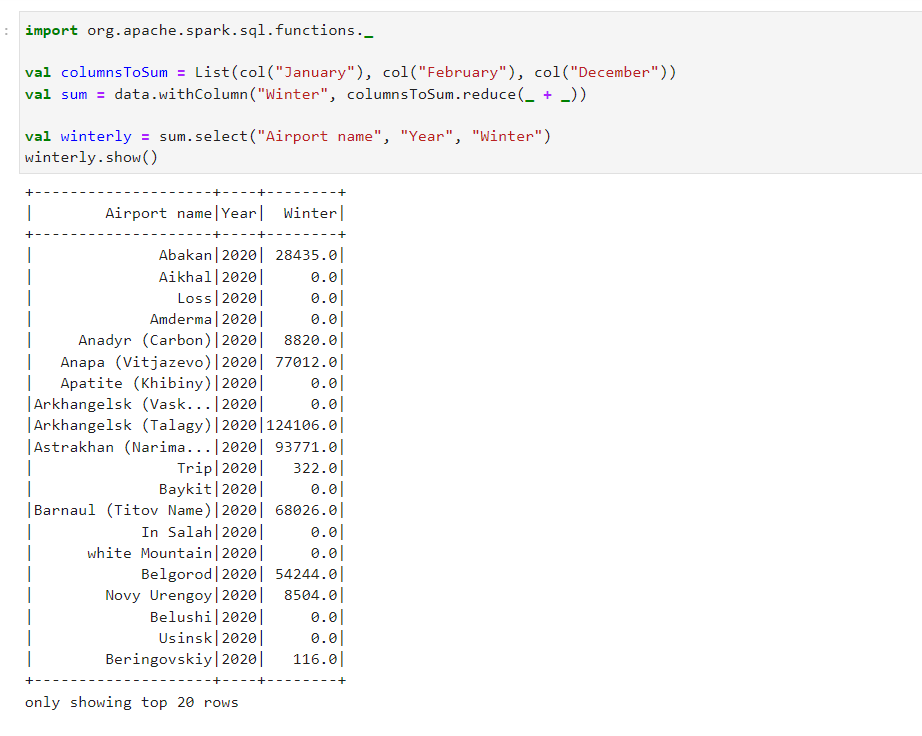 :
import org.apache.spark.sql.functions._
val columnsToSum = List(col("January"), col("February"), col("December"))
val sum = data.withColumn("Winter", columnsToSum.reduce(_ + _))
val winterly = sum.select("Airport name", "Year", "Winter")
winterly.show()
+--------------------+----+--------+
|        Airport name|Year|  Winter|
+--------------------+----+--------+
|              Abakan|2020| 28435.0|
|              Aikhal|2020|     0.0|
|                Loss|2020|     0.0|
|             Amderma|2020|     0.0|
|     Anadyr (Carbon)|2020|  8820.0|
|   Anapa (Vitjazevo)|2020| 77012.0|
|   Apatite (Khibiny)|2020|     0.0|
|Arkhangelsk (Vask...|2020|     0.0|
|Arkhangelsk (Talagy)|2020|124106.0|
|Astrakhan (Narima...|2020| 93771.0|
|                Trip|2020|   322.0|
|              Baykit|2020|     0.0|
|Barnaul (Titov Name)|2020| 68026.0|
|            In Salah|2020|     0.0|
|      white Mountain|2020|     0.0|
|            Belgorod|2020| 54244.0|
|        Novy Urengoy|2020|  8504.0|
|             Belushi|2020|     0.0|
|              Usinsk|2020|     0.0|
|        Beringovskiy|2020|   116.0|
+--------------------+----+--------+
only showing top 20 rows